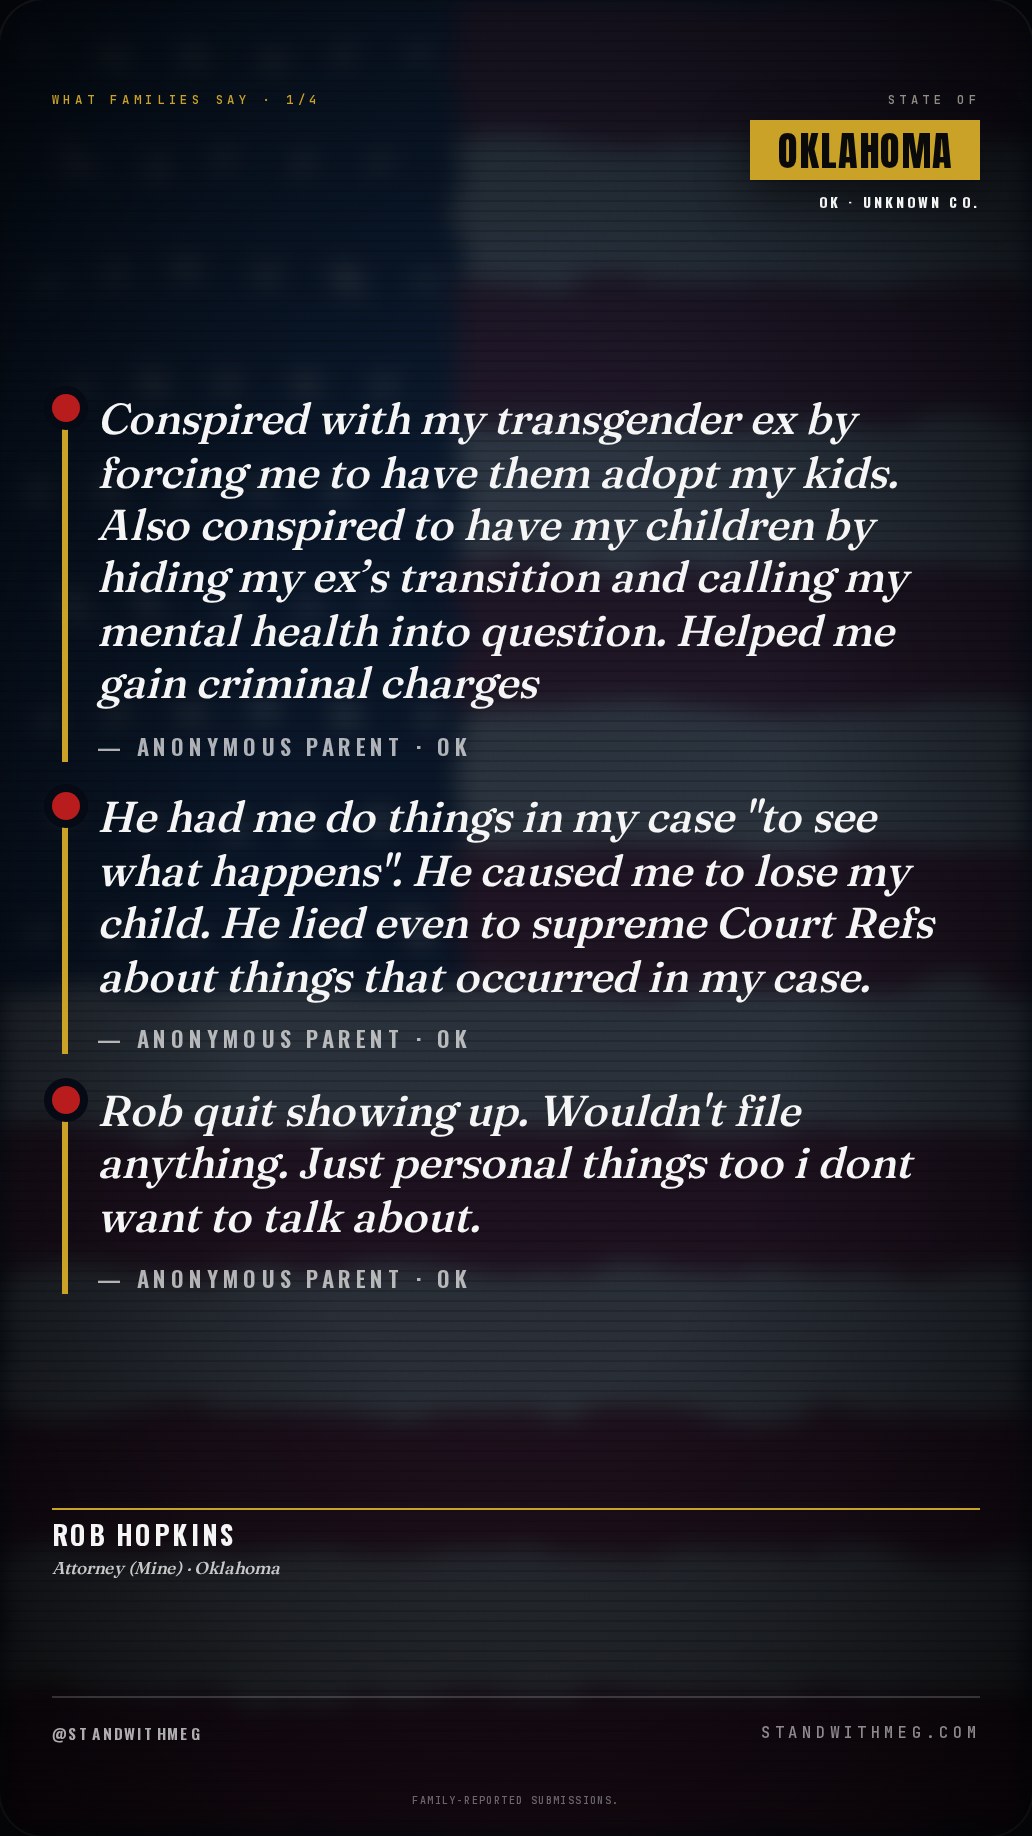 WHAT FAMILIES SAY · 1/4
STATE OF
OKLAHOMA
OK · UNKNOWN CO.
Conspired with my transgender ex by
forcing me to have them adopt my kids.
Also conspired to have my children by
hiding my ex’s transition and calling my
mental health into question. Helped me
gain criminal charges
— ANONYMOUS PARENT · OK
He had me do things in my case "to see
what happens". He caused me to lose my
child. He lied even to supreme Court Refs
about things that occurred in my case.
— ANONYMOUS PARENT · OK
Rob quit showing up. Wouldn't file
anything. Just personal things too i dont
want to talk about.
— ANONYMOUS PARENT · OK
ROB HOPKINS
Attorney (Mine) · Oklahoma
@STANDWITHMEG
STANDWITHMEG.COM
FAMILY-REPORTED SUBMISSIONS.